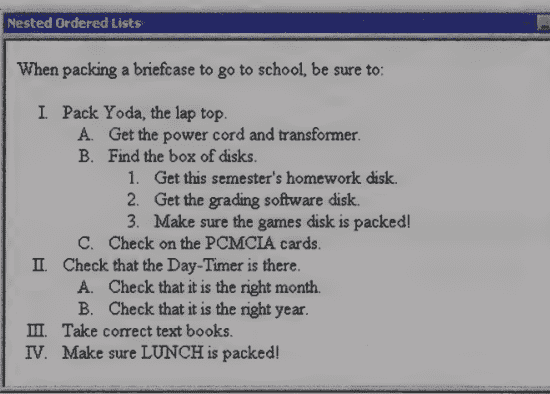 Nested Ordered Lists
When packing a briefcase to go to school, be sure to:
I. Pack Yoda, the lap top.
A. Get the power cord and transformer.
B. Find the box of disks.
1. Get this semester's homework disk.
2. Get the grading software disk.
3. Make sure the games disk is packed!
C. Check on the PCMCIA cards.
II. Check that the Day-Timer is there.
A. Check that it is the right month.
B. Check that it is the right year.
III. Take correct text books.
IV. Make sure LUNCH is packed!